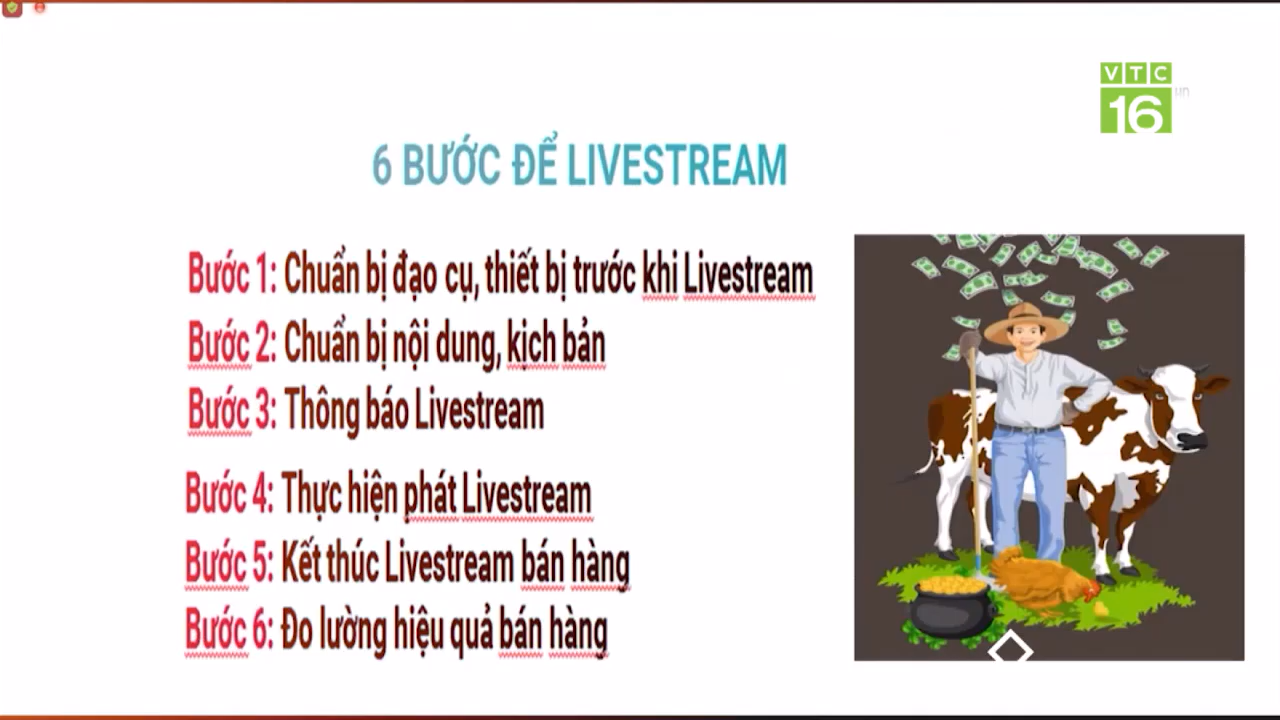 VTC
16
6 BƯỚC ĐỂ LIVESTREAM
Bước 1: Chuẩn bị đạo cụ, thiết bị trước khi Livestream
Bước 2: Chuẩn bị nội dung, kịch bản
Bước 3: Thông báo Livestream
Bước 4: Thực hiện phát Livestream
Bước 5: Kết thúc Livestream bán hàng
Bước 6: Đo lường hiệu quả bán hàng